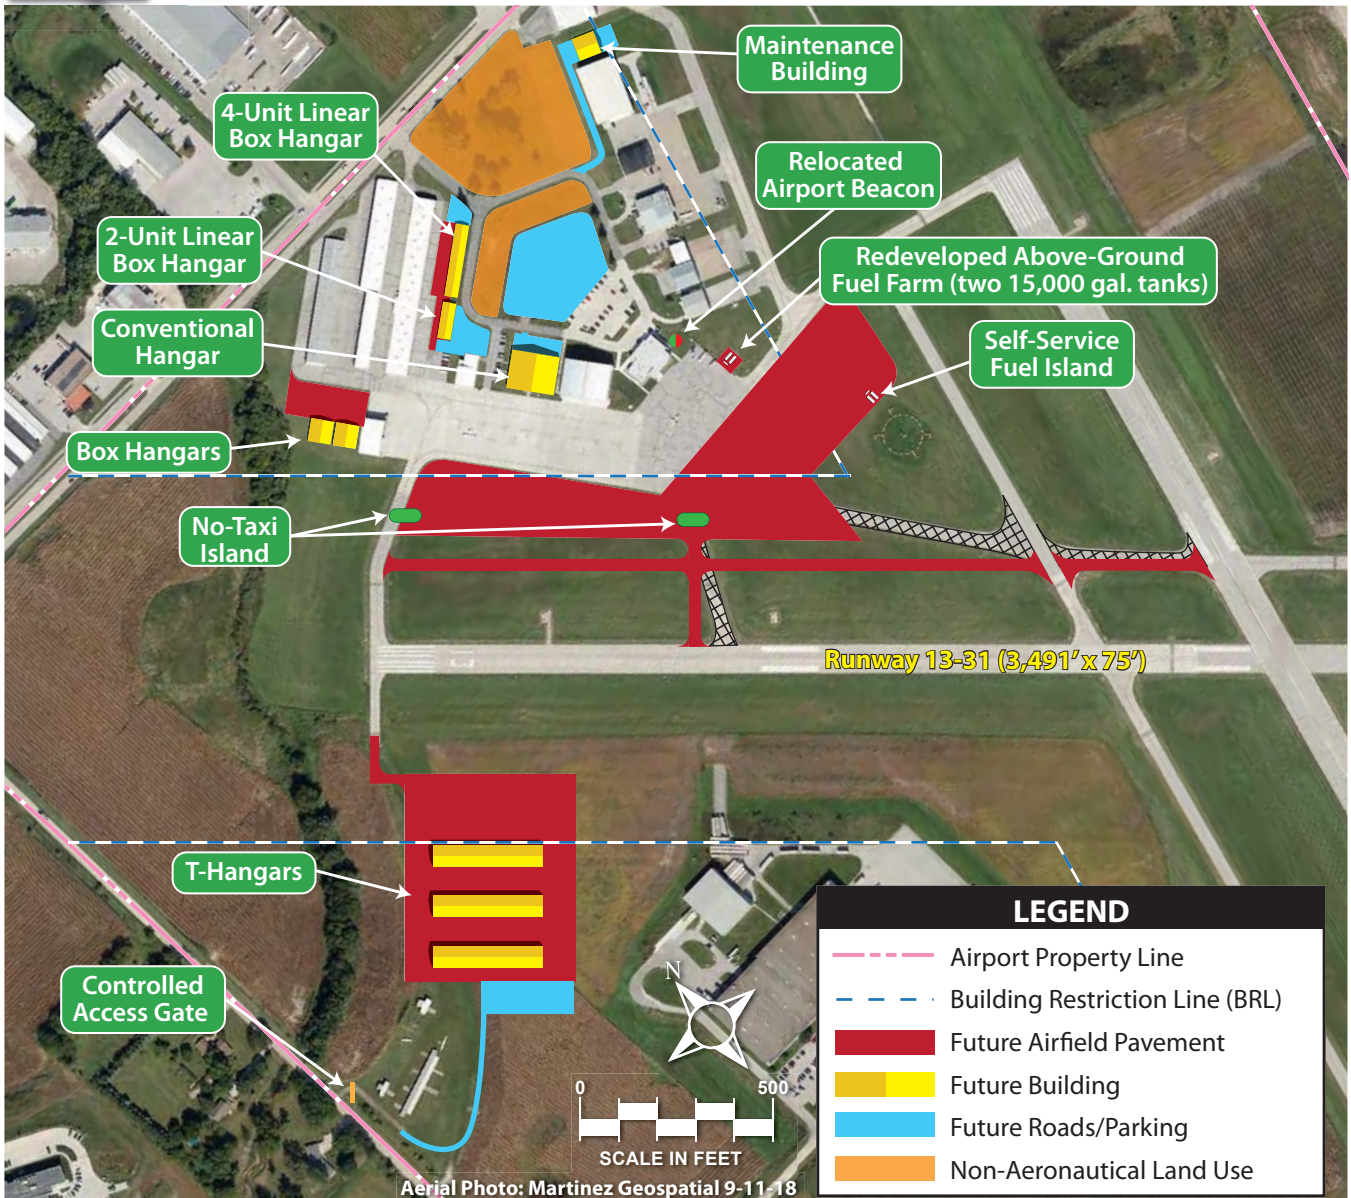 Maintenance
Building
4-Unit Linear
Box Hangar
Relocated
Airport Beacon
2-Unit Linear
Box Hangar
Redeveloped Above-Ground
Fuel Farm (two 15,000 gal. tanks)
Conventional
Hangar
Self-Service
Fuel Island
Box Hangars
No-Taxi
Island
Runway 13-31 (3,491' x 75')
T-Hangars
Controlled
Access Gate
N
0 500
SCALE IN FEET
Aerial Photo: Martinez Geospatial 9-11-18
LEGEND
Airport Property Line
Building Restriction Line (BRL)
Future Airfield Pavement
Future Building
Future Roads/Parking
Non-Aeronautical Land Use